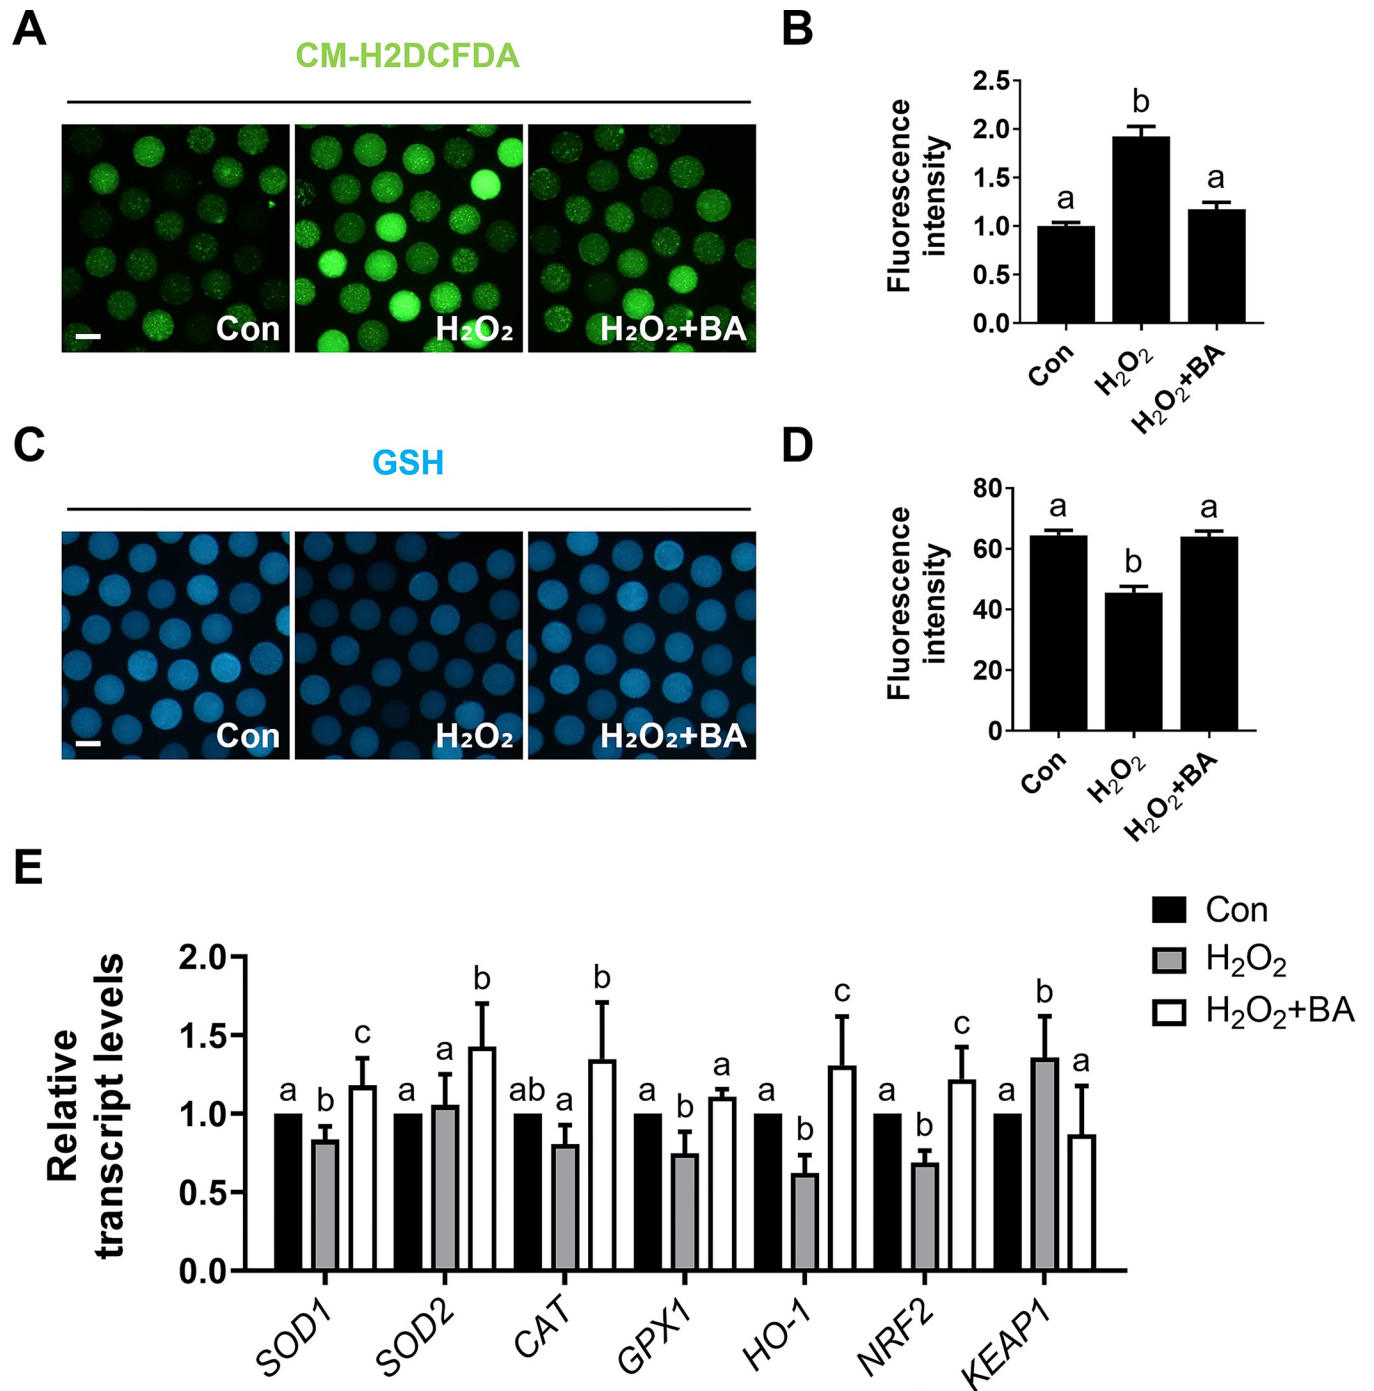 A
CM-H2DCFDA
Con
H₂O₂
H₂O₂+BA
B
Fluorescence
intensity
2.5
2.0
1.5
1.0
0.5
0.0
a
b
a
Con
H₂O₂
H₂O₂+BA
C
GSH
Con
H₂O₂
H₂O₂+BA
D
Fluorescence
intensity
80
60
40
20
0
a
b
a
Con
H₂O₂
H₂O₂+BA
E
Relative
transcript levels
2.0
1.5
1.0
0.5
0.0
a b c
a a b
ab a b
a b a
a b c
a b c
a b a
SOD1
SOD2
CAT
GPX1
HO-1
NRF2
KEAP1
Con
H₂O₂
H₂O₂+BA